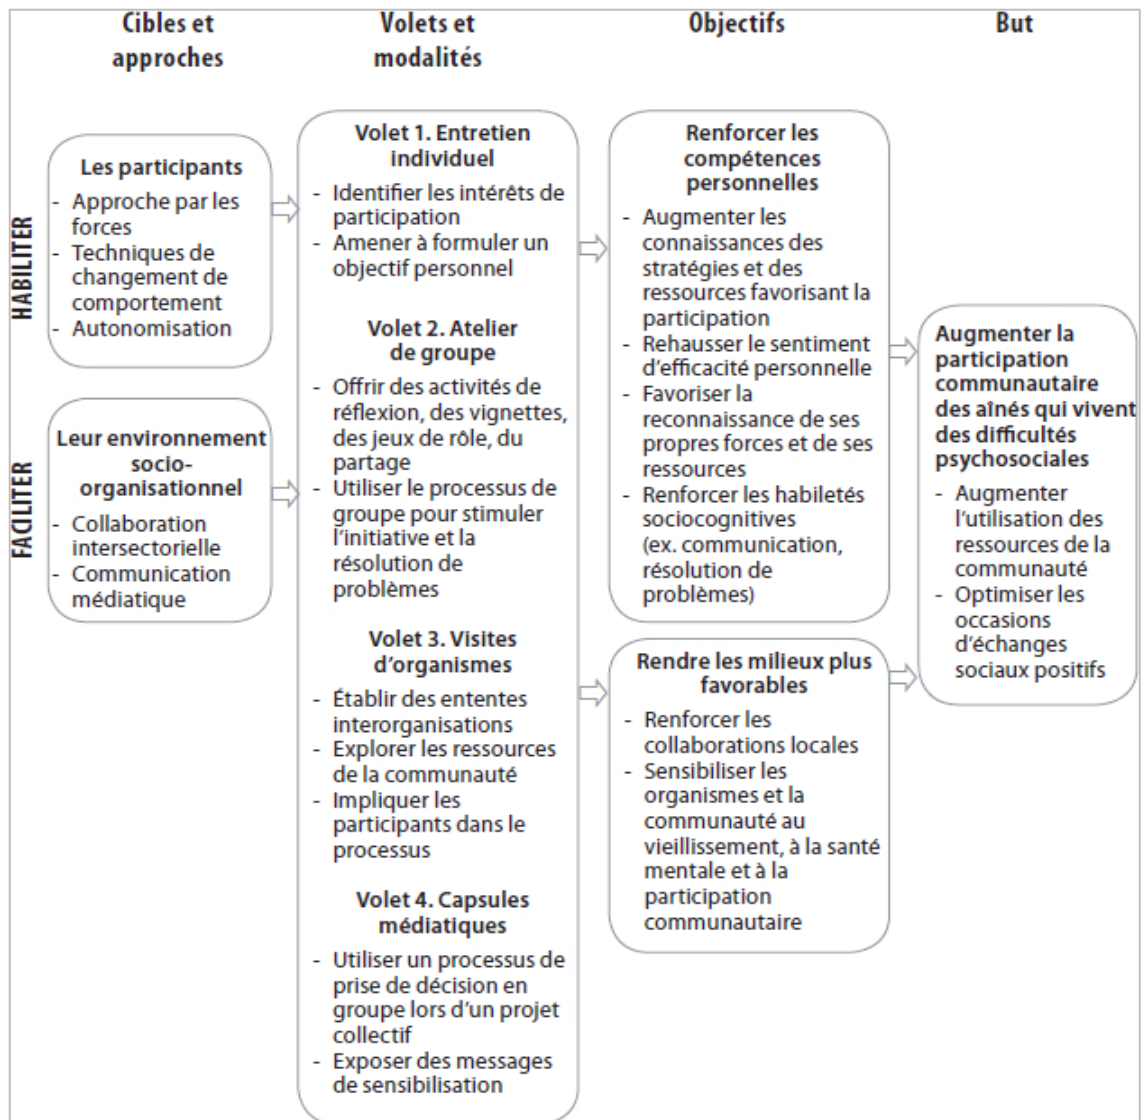 Cibles et
approches
Volets et
modalités
Objectifs
But
HABILITER
FACILITER
Les participants
- Approche par les
forces
- Techniques de
changement de
comportement
- Autonomisation
Leur environnement
socio-
organisationnel
- Collaboration
intersectorielle
- Communication
médiatique
Volet 1. Entretien
individuel
- Identifier les intérêts de
participation
- Amener à formuler un
objectif personnel
Volet 2. Atelier
de groupe
- Offrir des activités de
réflexion, des vignettes,
des jeux de rôle, du
partage
- Utiliser le processus de
groupe pour stimuler
l'initiative et la
résolution de
problèmes
Volet 3. Visites
d'organismes
- Établir des ententes
interorganisations
- Explorer les ressources
de la communauté
- Impliquer les
participants dans le
processus
Volet 4. Capsules
médiatiques
- Utiliser un processus de
prise de décision en
groupe lors d'un projet
collectif
- Exposer des messages
de sensibilisation
Renforcer les
compétences
personnelles
- Augmenter les
connaissances des
stratégies et des
ressources favorisant la
participation
- Rehausser le sentiment
d'efficacité personnelle
- Favoriser la
reconnaissance de ses
propres forces et de ses
ressources
- Renforcer les habiletés
sociocognitives
(ex. communication,
résolution de
problèmes)
Rendre les milieux plus
favorables
- Renforcer les
collaborations locales
- Sensibiliser les
organismes et la
communauté au
vieillissement, à la santé
mentale et à la
participation
communautaire
Augmenter la
participation
communautaire
des aînés qui vivent
des difficultés
psychosociales
- Augmenter
l'utilisation des
ressources de la
communauté
- Optimiser les
occasions
d'échanges
sociaux positifs